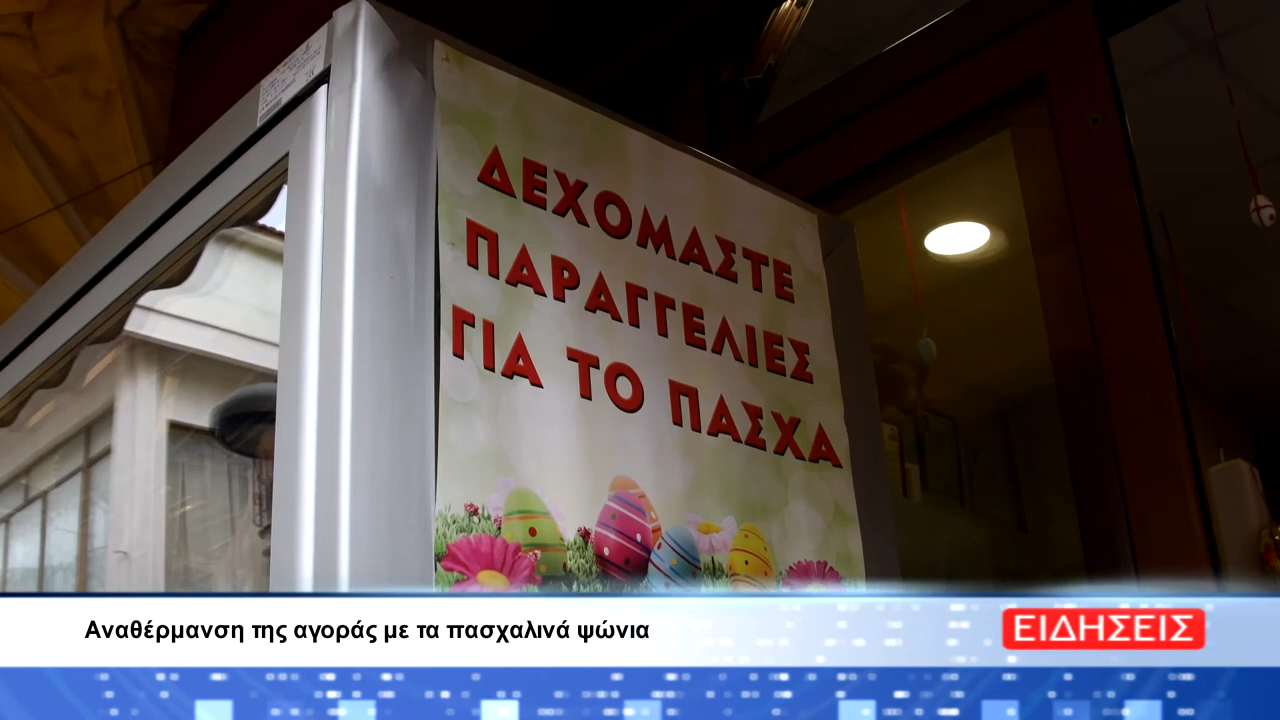 ΔΕΧΟΜΑΣΤΕ
ΠΑΡΑΓΓΕΛΙΕΣ
ΓΙΑ ΤΟ ΠΑΣΧΑ
Αναθέρμανση της αγοράς με τα πασχαλινά ψώνια
ΕΙΔΗΣΕΙΣ